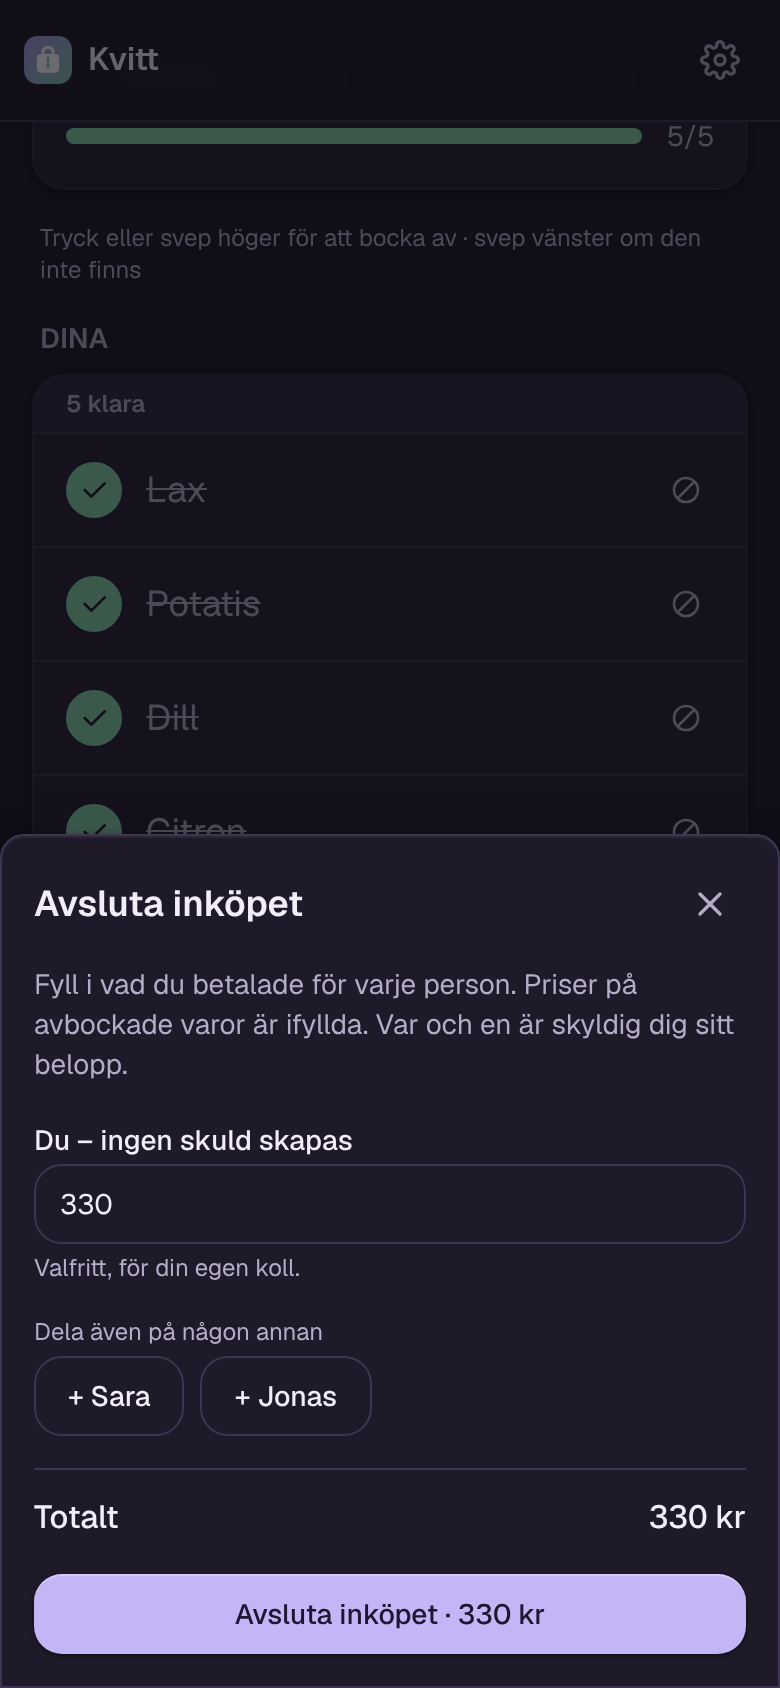 Kvitt
5/5
Tryck eller svep höger för att bocka av · svep vänster om den
inte finns
DINA
5 klara
Lax
Potatis
Dill
Citron
Avsluta inköpet
Fyll i vad du betalade för varje person. Priser på
avbockade varor är ifyllda. Var och en är skyldig dig sitt
belopp.
Du – ingen skuld skapas
330
Valfritt, för din egen koll.
Dela även på någon annan
+ Sara
+ Jonas
Totalt
330 kr
Avsluta inköpet · 330 kr